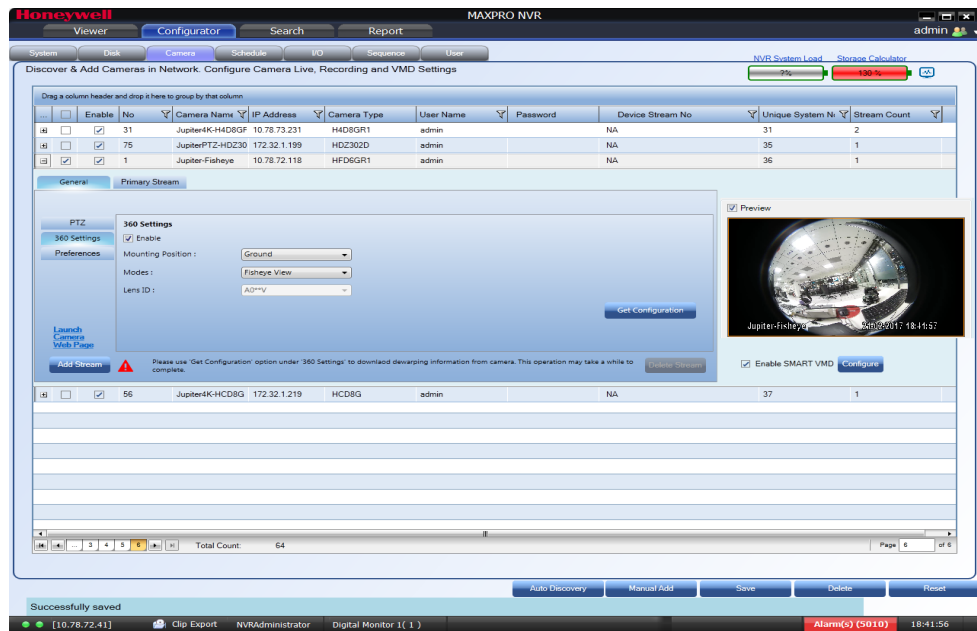 Honeywell
MAXPRO NVR
Viewer Configurator Search Report
admin
System Disk Camera Schedule I/O Sequence User
Discover & Add Cameras in Network. Configure Camera Live, Recording and VMD Settings
NVR System Load Storage Calculator
7% 130 %
Drag a column header and drop it here to group by that column
... Enable No Camera Name IP Address Camera Type User Name Password Device Stream No Unique System N Stream Count
31 Jupiter4K-H4D8GF 10.78.73.231 H4D8GR1 admin NA 31 2
75 JupiterPTZ-HDZ30 172.32.1.199 HDZ302D admin NA 35 1
1 Jupiter-Fisheye 10.78.72.118 HFD6GR1 admin NA 36 1
General Primary Stream
Preview
PTZ
360 Settings
Preferences
360 Settings
Enable
Mounting Position : Ground
Modes : Fisheye View
Lens ID : A0**V
Get Configuration
Jupiter-Fisheye 24/02/2017 18:41:57
Launch
Camera
Web Page
Add Stream
Please use 'Get Configuration' option under '360 Settings' to downlaod dewarping information from camera. This operation may take a while to
complete.
Delete Stream
Enable SMART VMD Configure
56 Jupiter4K-HCD8G 172.32.1.219 HCD8G admin NA 37 1
... 3 4 5 6 Total Count: 64
Page 6 of 6
Auto Discovery Manual Add Save Delete Reset
Successfully saved
[10.78.72.41] Clip Export NVRAdministrator Digital Monitor 1( 1 ) Alarm(s) (5010) 18:41:56